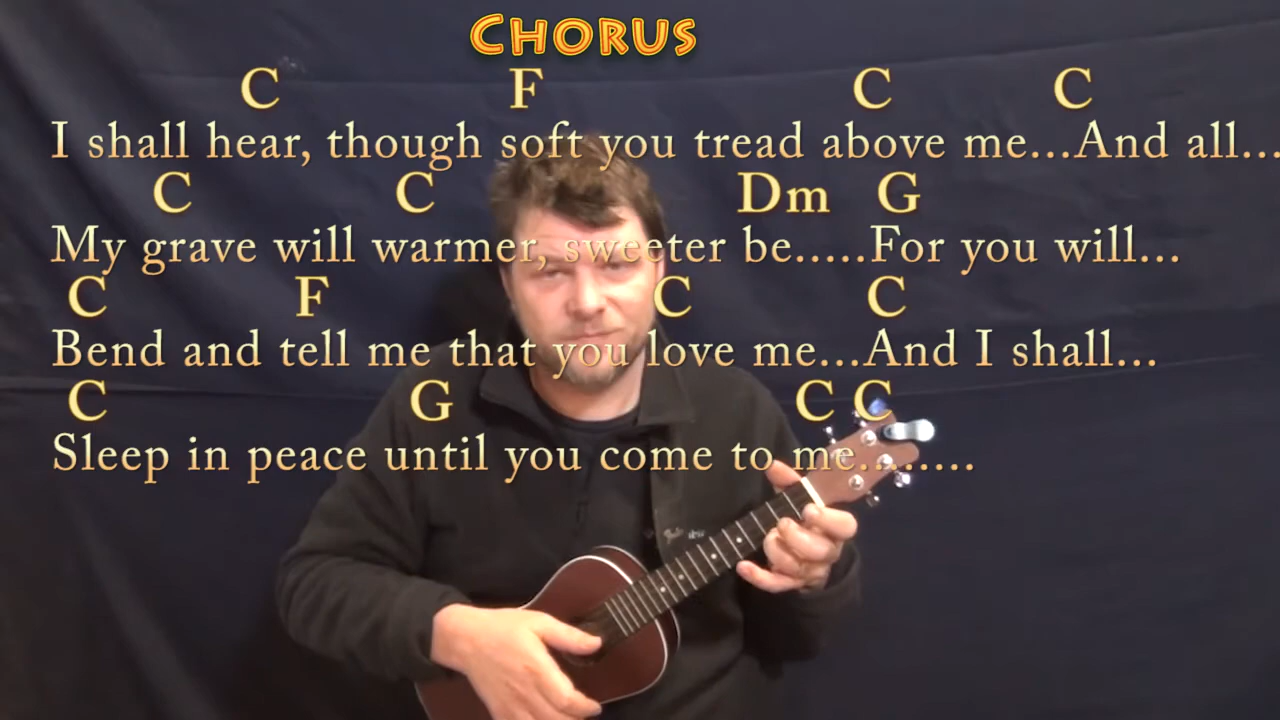 CHORUS
C F C C
I shall hear, though soft you tread above me...And all...
C C Dm G
My grave will warmer, sweeter be.....For you will...
C F C C
Bend and tell me that you love me...And I shall...
C G C C
Sleep in peace until you come to me........